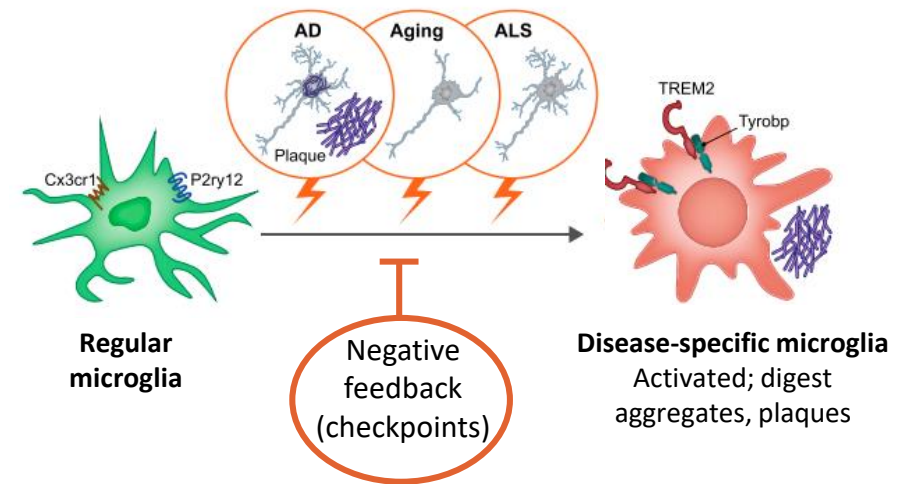 AD
Aging
ALS
Plaque
Cx3cr1
P2ry12
TREM2
Tyrobp
Regular
microglia
Negative
feedback
(checkpoints)
Disease-specific microglia
Activated; digest
aggregates, plaques